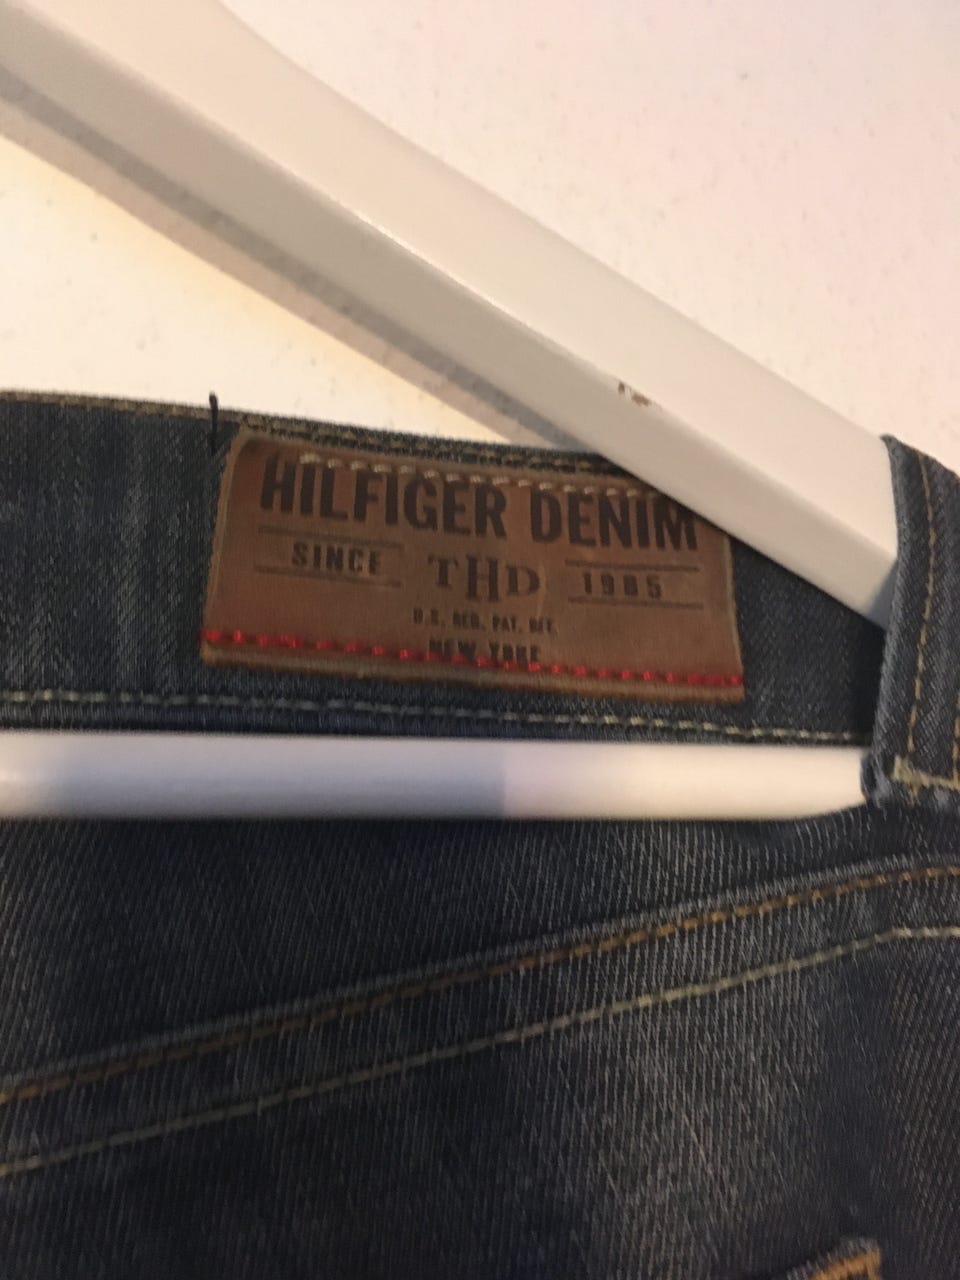 HILFIGER DENIM
SINCE THD 1985
U.S. REG. PAT. OFF.
NEW YORK